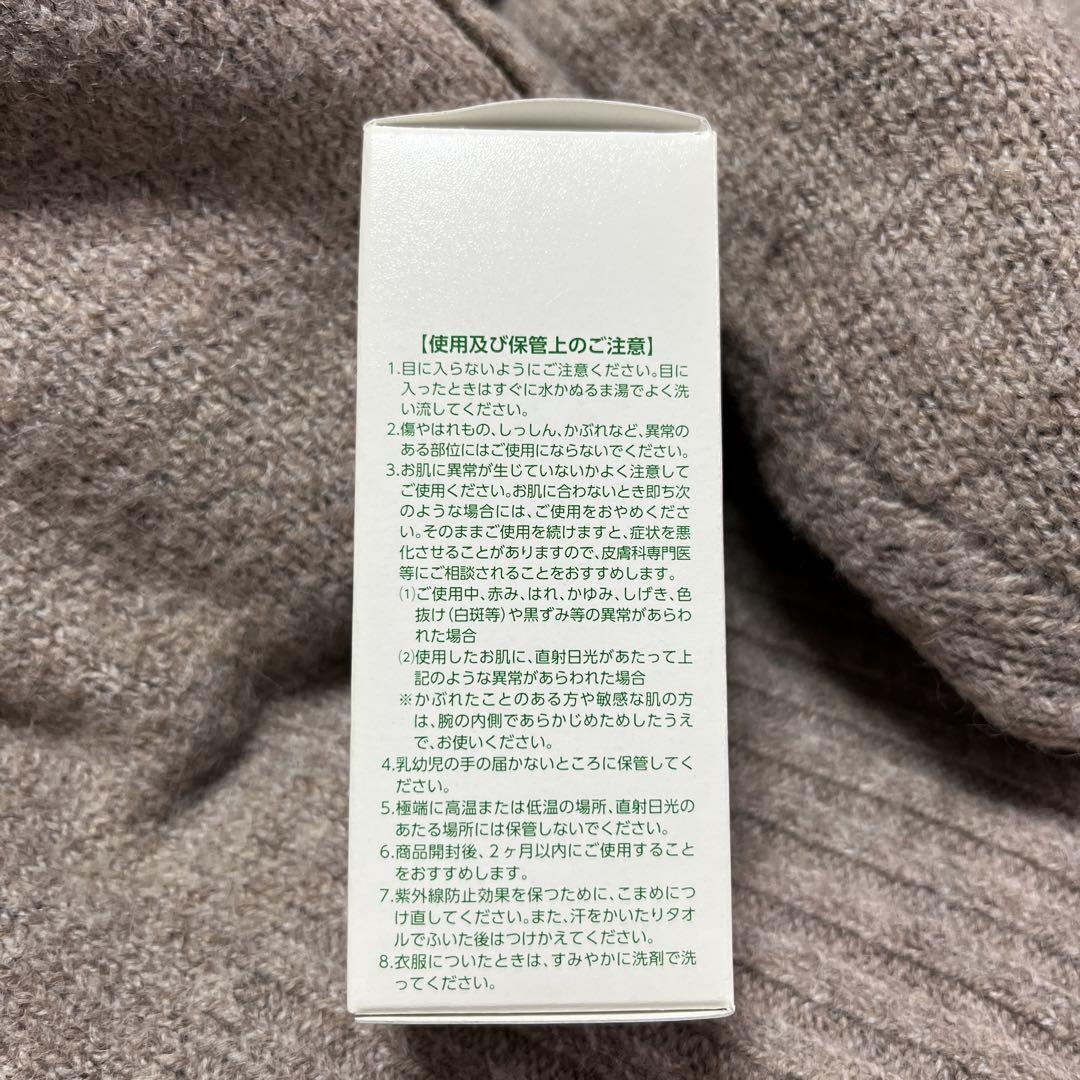 【使用及び保管上のご注意】
1.目に入らないようにご注意ください。目に
入ったときはすぐに水かぬるま湯でよく洗
い流してください。
2.傷やはれもの、しっしん、かぶれなど、異常の
ある部位にはご使用にならないでください。
3.お肌に異常が生じていないかよく注意して
ご使用ください。お肌に合わないとき即ち次
のような場合には、ご使用をおやめくださ
い。そのままご使用を続けますと、症状を悪
化させることがありますので、皮膚科専門医
等にご相談されることをおすすめします。
⑴ご使用中、赤み、はれ、かゆみ、しげき、色
抜け(白斑等)や黒ずみ等の異常があらわ
れた場合
⑵使用したお肌に、直射日光があたって上
記のような異常があらわれた場合
※かぶれたことのある方や敏感な肌の方
は、腕の内側であらかじめためしたうえ
で、お使いください。
4.乳幼児の手の届かないところに保管してく
ださい。
5.極端に高温または低温の場所、直射日光の
あたる場所には保管しないでください。
6.商品開封後、2ヶ月以内にご使用すること
をおすすめします。
7.紫外線防止効果を保つために、こまめにつ
け直してください。また、汗をかいたりタオ
ルでふいた後はつけかえてください。
8.衣服についたときは、すみやかに洗剤で洗
ってください。